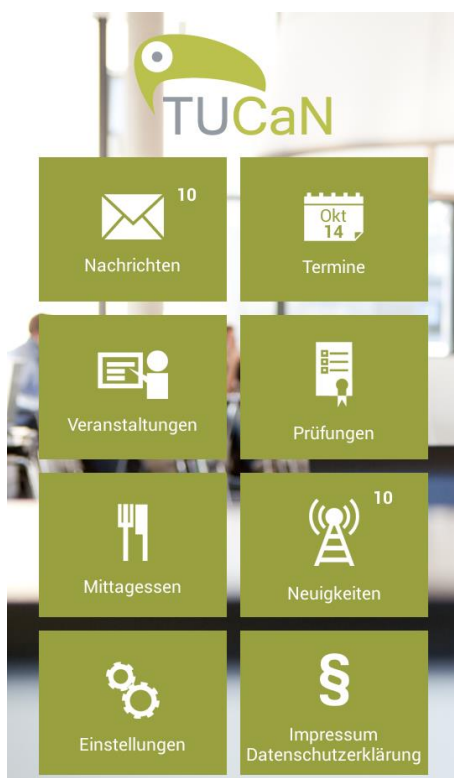 TUCaN
10
Nachrichten
Okt
14
Termine
Veranstaltungen
Prüfungen
Mittagessen
10
Neuigkeiten
Einstellungen
§
Impressum
Datenschutzerklärung